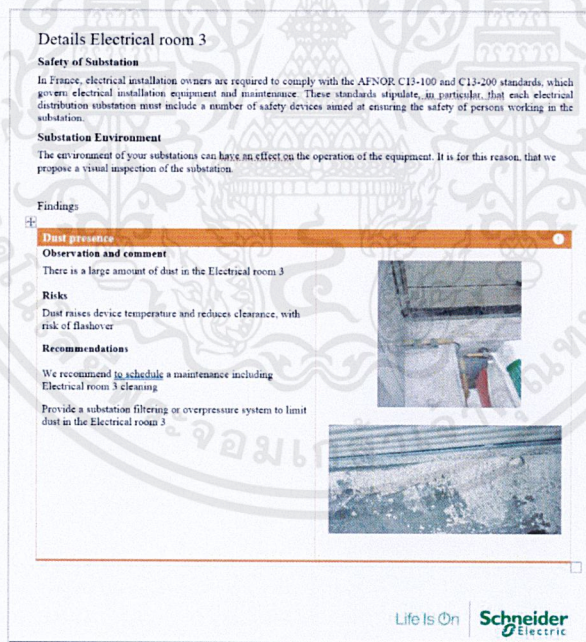 Details Electrical room 3
Safety of Substation
In France, electrical installation owners are required to comply with the AFNOR C13-100 and C13-200 standards, which
govern electrical installation equipment and maintenance. These standards stipulate, in particular, that each electrical
distribution substation must include a number of safety devices aimed at ensuring the safety of persons working in the
substation.
Substation Environment
The environment of your substations can have an effect on the operation of the equipment. It is for this reason, that we
propose a visual inspection of the substation.
Findings
Dust presence
Observation and comment
There is a large amount of dust in the Electrical room 3
Risks
Dust raises device temperature and reduces clearance, with
risk of flashover
Recommendations
We recommend to schedule a maintenance including
Electrical room 3 cleaning
Provide a substation filtering or overpressure system to limit
dust in the Electrical room 3
Life Is On
Schneider
Electric